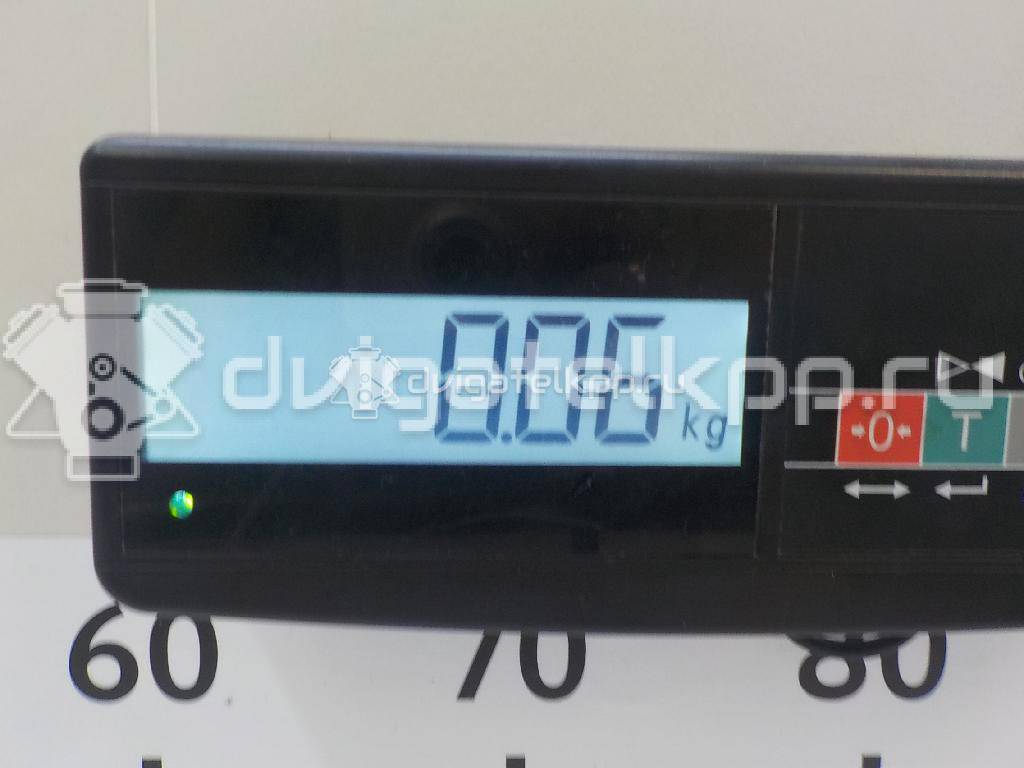 0.06 kg
dvigatelkpp.ru
dvigatelkpp.ru
→0← T
60 70 80